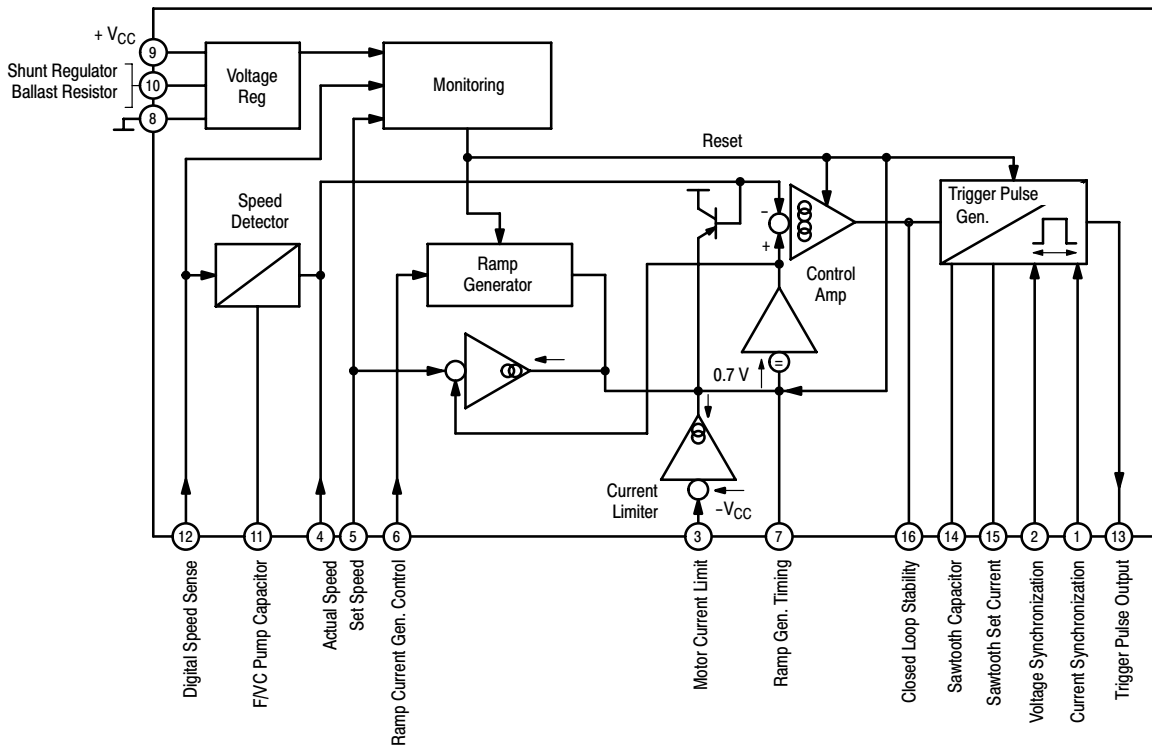 + VCC
9
Shunt Regulator
Ballast Resistor
10
8
Voltage
Reg
Monitoring
Reset
Speed
Detector
Ramp
Generator
-
+
Control
Amp
Trigger Pulse
Gen.
=
0.7 V
Current
Limiter
–VCC
12
11
4
5
6
3
7
16
14
15
2
1
13
Digital Speed Sense
F/VC Pump Capacitor
Actual Speed
Set Speed
Ramp Current Gen. Control
Motor Current Limit
Ramp Gen. Timing
Closed Loop Stability
Sawtooth Capacitor
Sawtooth Set Current
Voltage Synchronization
Current Synchronization
Trigger Pulse Output